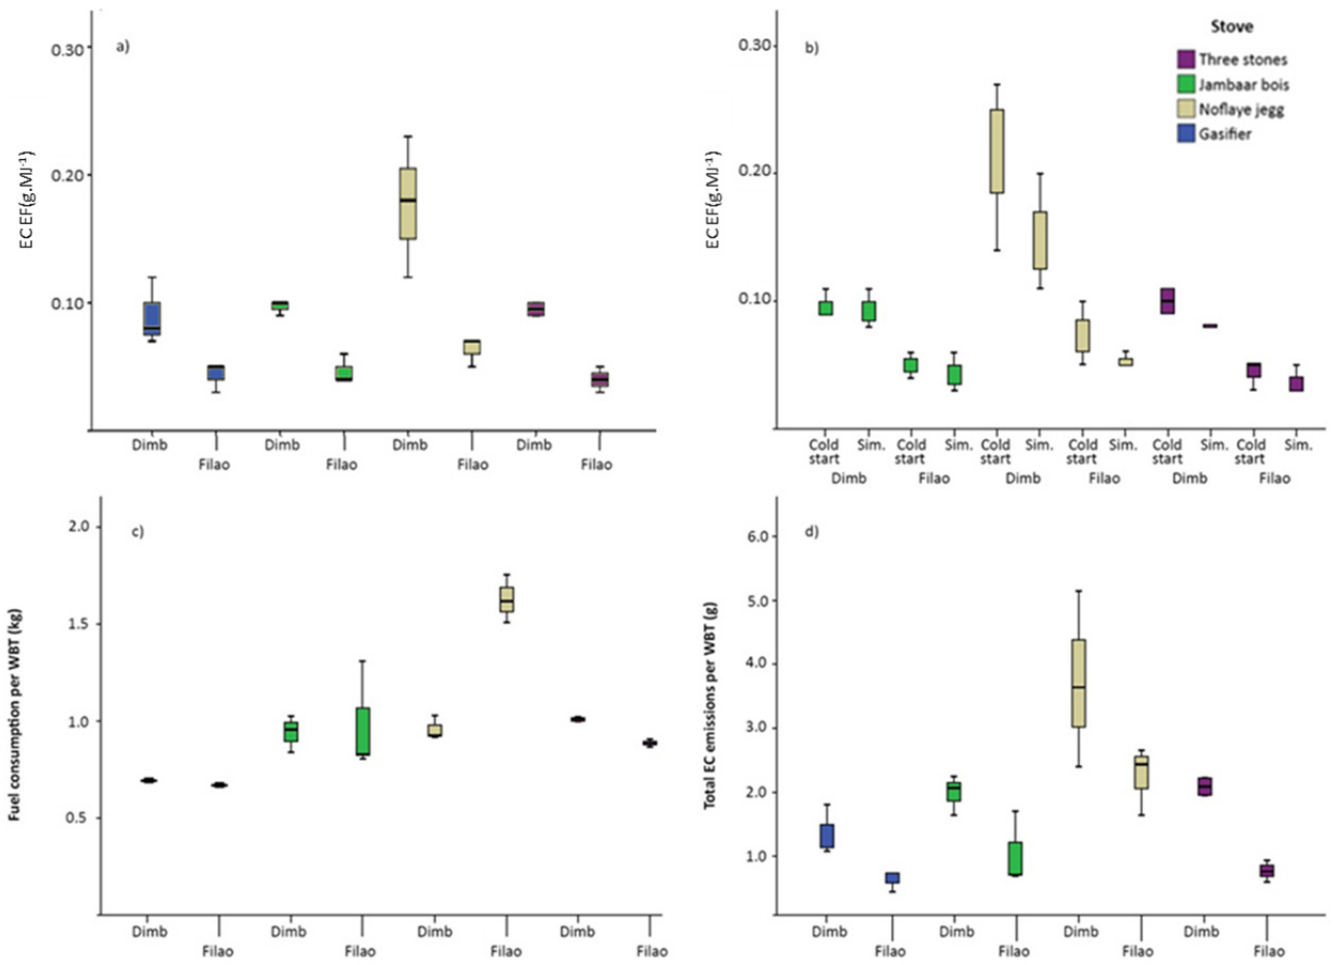 a)
0.30
0.20
0.10
EC EF(g.MJ-1)
Dimb Dimb Dimb Dimb
Filao Filao Filao Filao
b)
0.30
0.20
0.10
EC EF(g.MJ-1)
Stove
Three stones
Jambaar bois
Noflaye jegg
Gasifier
Cold Sim. Cold Sim. Cold Sim. Cold Sim. Cold Sim. Cold Sim.
start start start start start start
Dimb Filao Dimb Filao Dimb Filao
c)
2.0
1.5
1.0
0.5
Fuel consumption per WBT (kg)
Dimb Dimb Dimb Dimb
Filao Filao Filao Filao
d)
6.0
5.0
4.0
3.0
2.0
1.0
Total EC emissions per WBT (g)
Dimb Dimb Dimb Dimb
Filao Filao Filao Filao